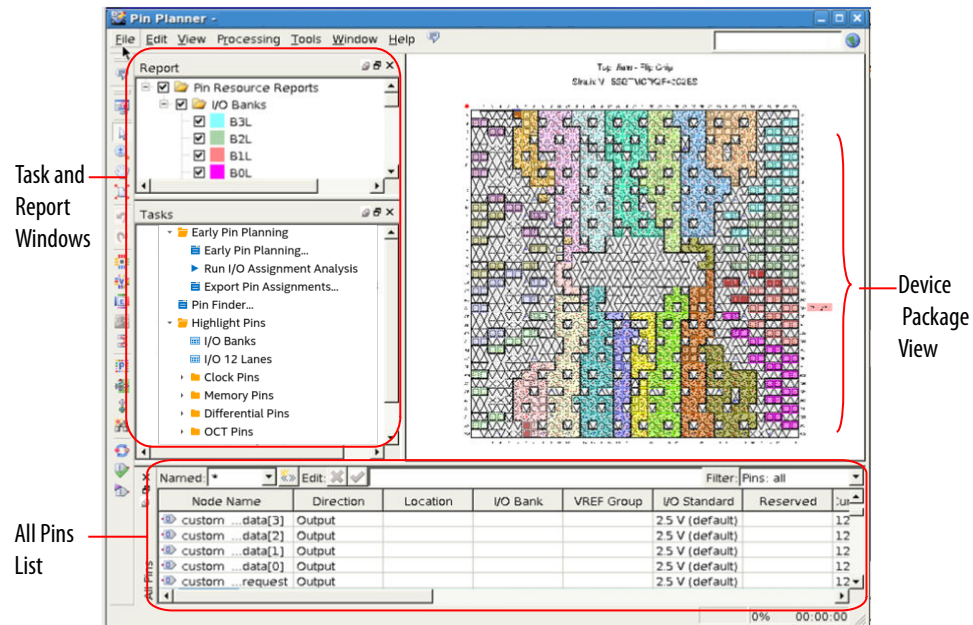 Pin Planner -
File Edit View Processing Tools Window Help
Report
Pin Resource Reports
I/O Banks
B3L
B2L
B1L
B0L
Tasks
Early Pin Planning
Early Pin Planning...
Run I/O Assignment Analysis
Export Pin Assignments...
Pin Finder...
Highlight Pins
I/O Banks
I/O 12 Lanes
Clock Pins
Memory Pins
Differential Pins
OCT Pins
Task and
Report
Windows
Device
Package
View
All Pins
List
Named: * Edit: Filter: Pins: all
Node Name Direction Location I/O Bank VREF Group I/O Standard Reserved
custom ...data[3] Output 2.5 V (default) 12
custom ...data[2] Output 2.5 V (default) 12
custom ...data[1] Output 2.5 V (default) 12
custom ...data[0] Output 2.5 V (default) 12
custom ...request Output 2.5 V (default) 12
All Pins
0% 00:00:00